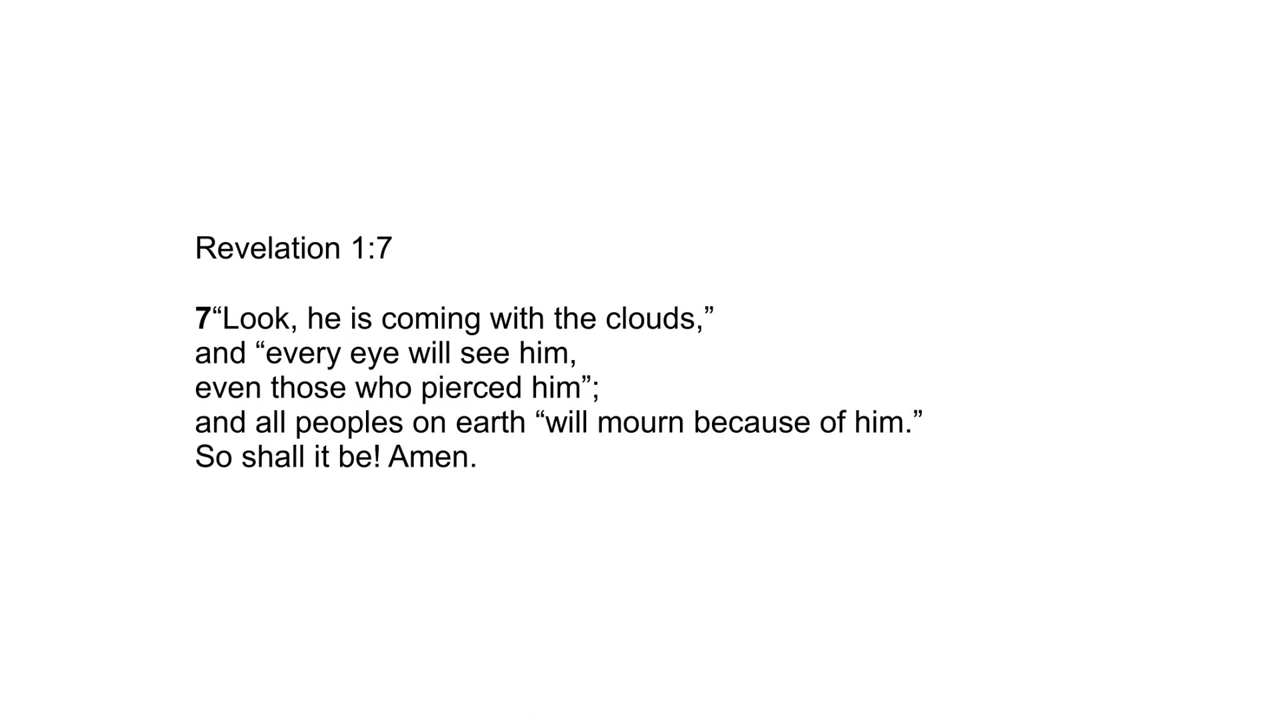 Revelation 1:7
7“Look, he is coming with the clouds,”
and “every eye will see him,
even those who pierced him”;
and all peoples on earth “will mourn because of him.”
So shall it be! Amen.